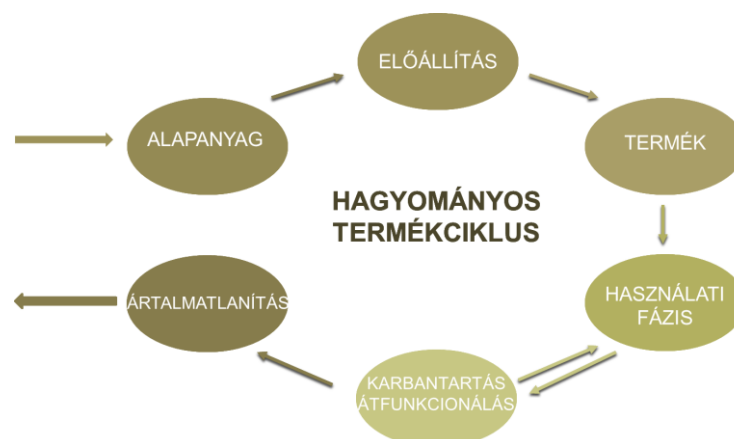 ELŐÁLLÍTÁS
ALAPANYAG
TERMÉK
HAGYOMÁNYOS
TERMÉKCIKLUS
HASZNÁLATI
FÁZIS
ÁRTALMATLANÍTÁS
KARBANTARTÁS
ÁTFUNKCIONÁLÁS